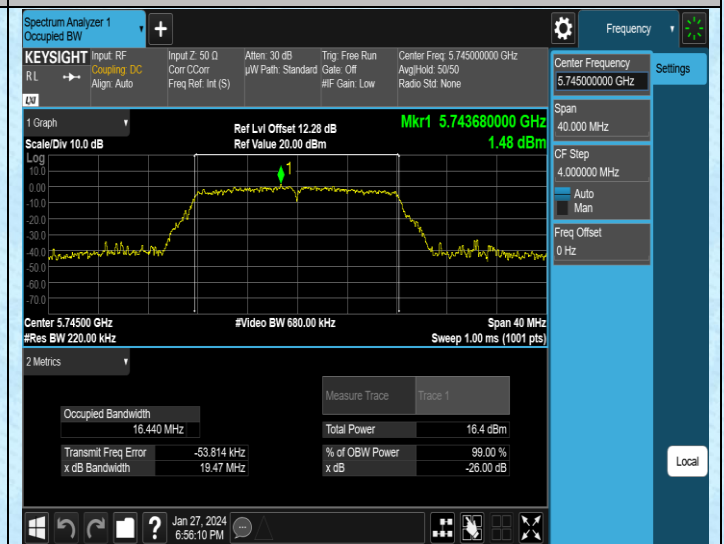 Spectrum Analyzer 1
Occupied BW
+
Frequency
KEYSIGHT
RL
LXI
Input: RF
Coupling: DC
Align: Auto
Input Z: 50 Ω
Corr CCorr
Freq Ref: Int (S)
Atten: 30 dB
µW Path: Standard
Trig: Free Run
Gate: Off
#IF Gain: Low
Center Freq: 5.745000000 GHz
Avg|Hold: 50/50
Radio Std: None
Center Frequency
5.745000000 GHz
Settings
Span
40.000 MHz
CF Step
4.000000 MHz
Auto
Man
Freq Offset
0 Hz
1 Graph
Scale/Div 10.0 dB
Ref Lvl Offset 12.28 dB
Ref Value 20.00 dBm
Mkr1 5.743680000 GHz
1.48 dBm
Log
10.0
0.00
-10.0
-20.0
-30.0
-40.0
-50.0
-60.0
-70.0
1
Center 5.74500 GHz
#Video BW 680.00 kHz
Span 40 MHz
#Res BW 220.00 kHz
Sweep 1.00 ms (1001 pts)
2 Metrics
Measure Trace
Trace 1
Occupied Bandwidth
16.440 MHz
Total Power
16.4 dBm
Transmit Freq Error
-53.814 kHz
% of OBW Power
99.00 %
x dB Bandwidth
19.47 MHz
x dB
-26.00 dB
Local
?
Jan 27, 2024
6:56:10 PM